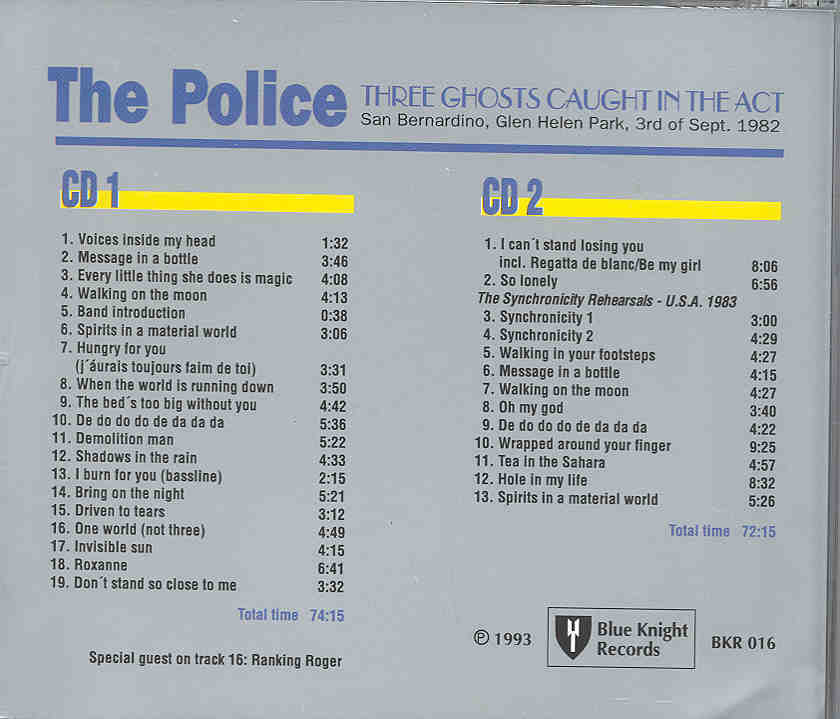 The Police THREE GHOSTS CAUGHT IN THE ACT
San Bernardino, Glen Helen Park, 3rd of Sept. 1982
CD 1
1. Voices inside my head 1:32
2. Message in a bottle 3:46
3. Every little thing she does is magic 4:08
4. Walking on the moon 4:13
5. Band introduction 0:38
6. Spirits in a material world 3:06
7. Hungry for you
(j´áurais toujours faim de toi) 3:31
8. When the world is running down 3:50
9. The bed´s too big without you 4:42
10. De do do do de da da da 5:36
11. Demolition man 5:22
12. Shadows in the rain 4:33
13. I burn for you (bassline) 2:15
14. Bring on the night 5:21
15. Driven to tears 3:12
16. One world (not three) 4:49
17. Invisible sun 4:15
18. Roxanne 6:41
19. Don´t stand so close to me 3:32
Total time 74:15
Special guest on track 16: Ranking Roger
CD 2
1. I can´t stand losing you
incl. Regatta de blanc/Be my girl 8:06
2. So lonely 6:56
The Synchronicity Rehearsals - U.S.A. 1983
3. Synchronicity 1 3:00
4. Synchronicity 2 4:29
5. Walking in your footsteps 4:27
6. Message in a bottle 4:15
7. Walking on the moon 4:27
8. Oh my god 3:40
9. De do do do de da da da 4:22
10. Wrapped around your finger 9:25
11. Tea in the Sahara 4:57
12. Hole in my life 8:32
13. Spirits in a material world 5:26
Total time 72:15
℗ 1993
Blue Knight
Records
BKR 016